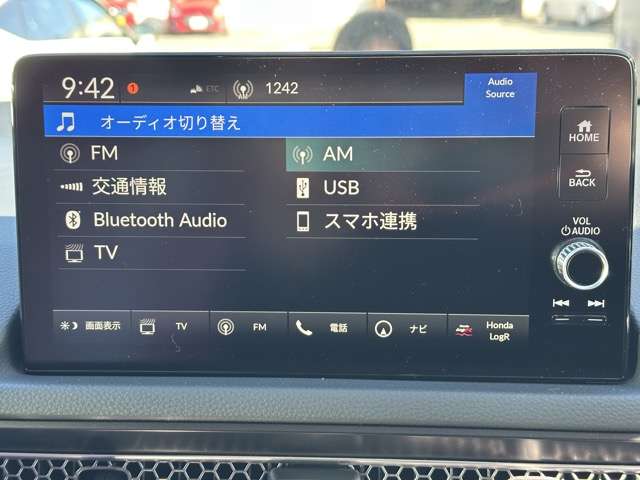 9:42 1 ETC AM 1242 Audio Source
オーディオ切り替え
FM AM
交通情報 USB
Bluetooth Audio スマホ連携
TV
画面表示 TV FM 電話 ナビ Honda LogR
HOME
BACK
VOL
AUDIO